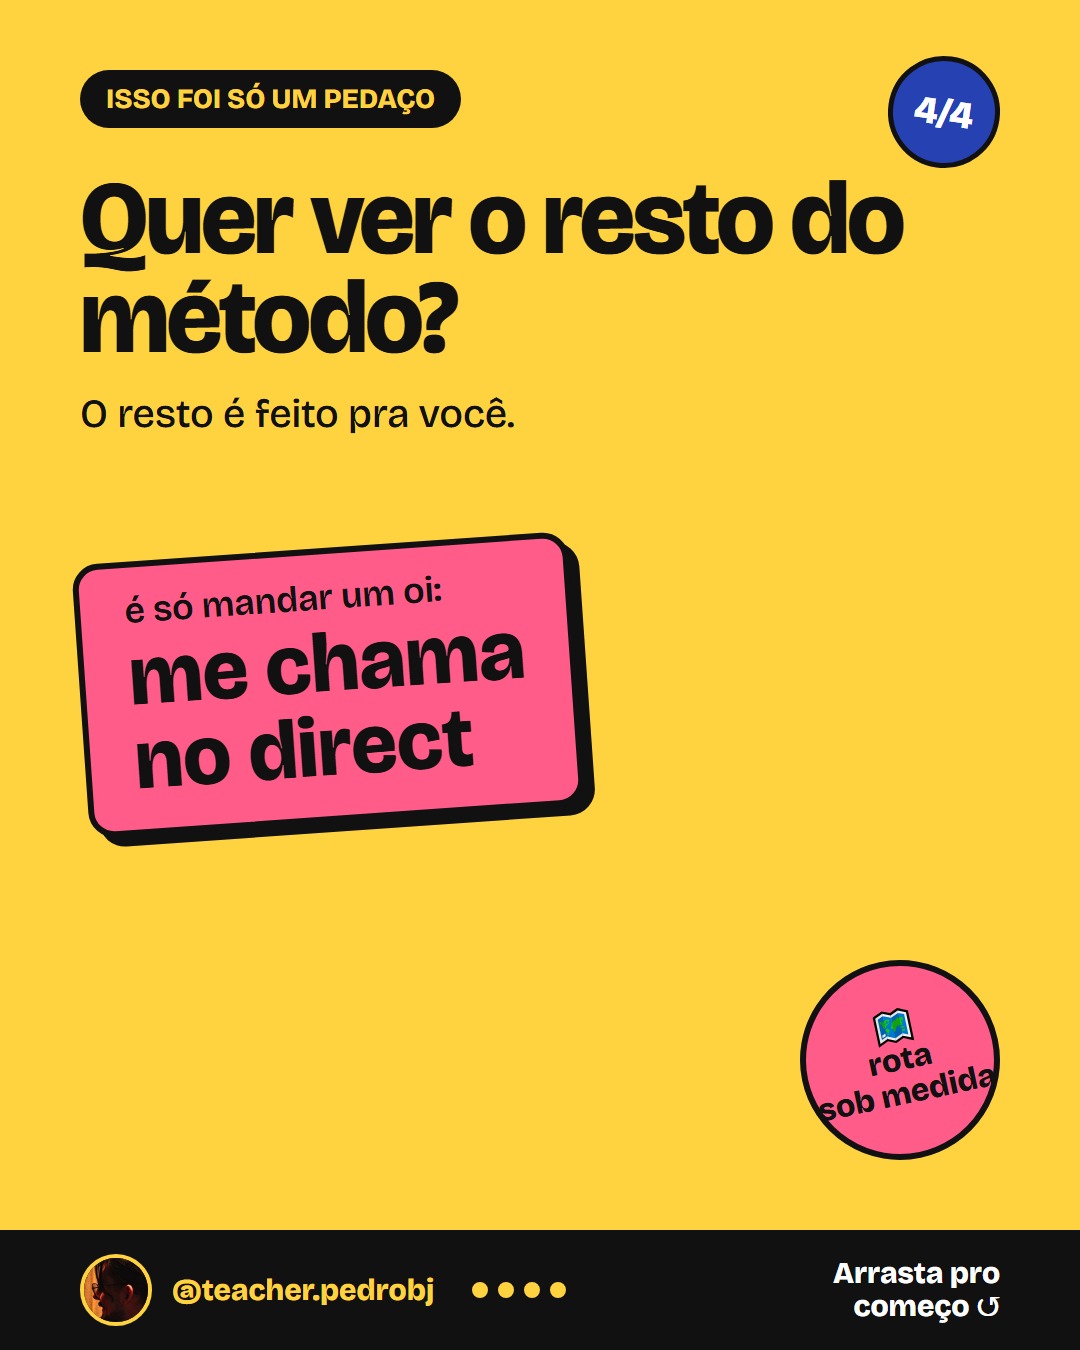 ISSO FOI SÓ UM PEDAÇO
4/4
Quer ver o resto do
método?
O resto é feito pra você.
é só mandar um oi:
me chama
no direct
rota
sob medida
@teacher.pedrobj
Arrasta pro
começo ↺